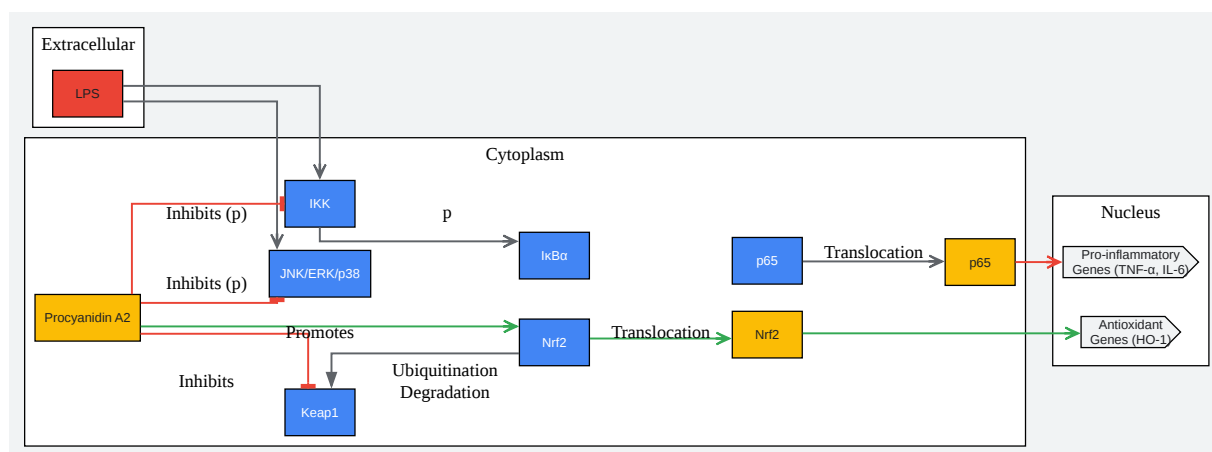 Extracellular
LPS
Cytoplasm
IKK
Inhibits (p)
p
Nucleus
IκBα
Translocation
p65
p65
Pro-inflammatory
Genes (TNF-α, IL-6)
JNK/ERK/p38
Inhibits (p)
Procyanidin A2
Promotes
Nrf2
Translocation
Nrf2
Antioxidant
Genes (HO-1)
Ubiquitination
Degradation
Inhibits
Keap1